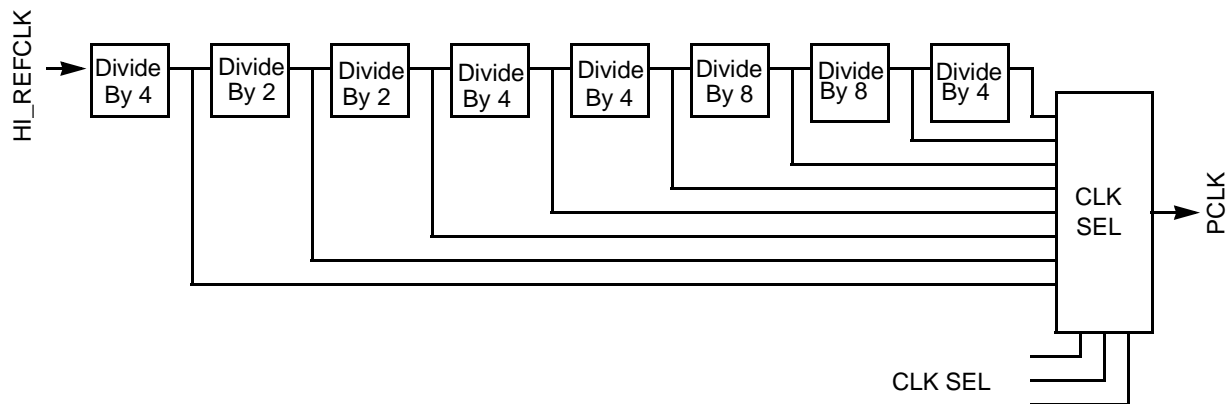 HI_REFCLK
Divide
By 4
Divide
By 2
Divide
By 2
Divide
By 4
Divide
By 4
Divide
By 8
Divide
By 8
Divide
By 4
CLK
SEL
PCLK
CLK SEL